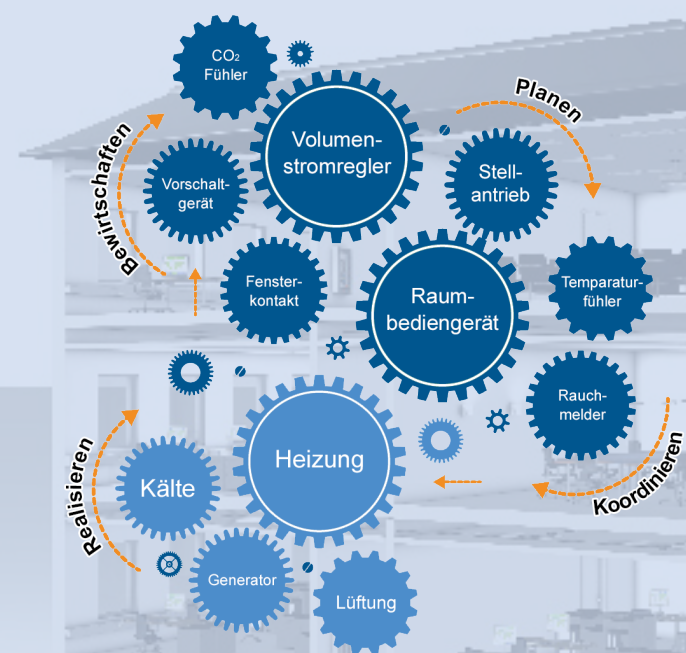 CO₂
Fühler
Planen
Volumen-
stromregler
Stell-
antrieb
Bewirtschaften
Vorschalt-
gerät
Fenster-
kontakt
Raum-
bediengerät
Temparatur-
fühler
Rauch-
melder
Koordinieren
Heizung
Realisieren
Kälte
Generator
Lüftung